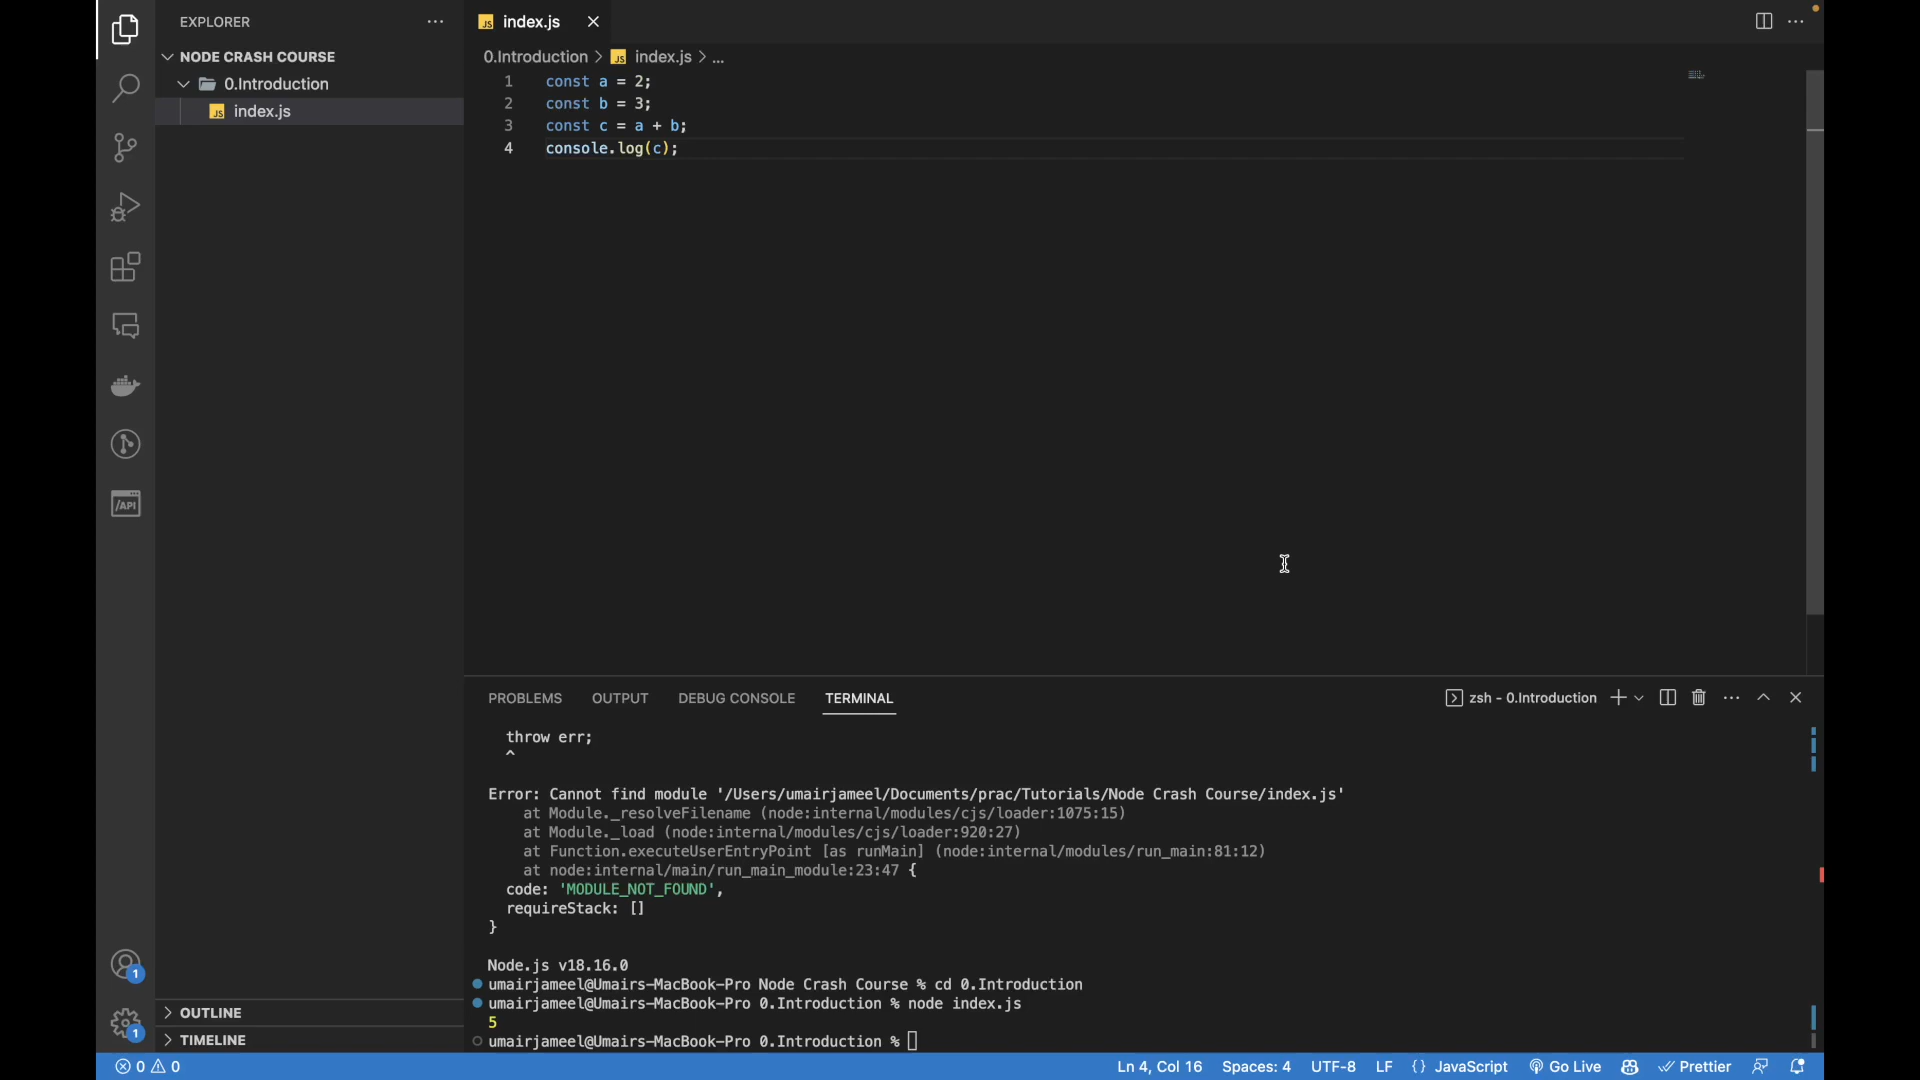 EXPLORER
NODE CRASH COURSE
0.Introduction
JS index.js
OUTLINE
TIMELINE
/API
1
1
JS index.js
0.Introduction > JS index.js > ...
1 const a = 2;
2 const b = 3;
3 const c = a + b;
4 console.log(c);
PROBLEMS OUTPUT DEBUG CONSOLE TERMINAL
zsh - 0.Introduction
throw err;
^
Error: Cannot find module '/Users/umairjameel/Documents/prac/Tutorials/Node Crash Course/index.js'
at Module._resolveFilename (node:internal/modules/cjs/loader:1075:15)
at Module._load (node:internal/modules/cjs/loader:920:27)
at Function.executeUserEntryPoint [as runMain] (node:internal/modules/run_main:81:12)
at node:internal/main/run_main_module:23:47 {
code: 'MODULE_NOT_FOUND',
requireStack: []
}
Node.js v18.16.0
umairjameel@Umairs-MacBook-Pro Node Crash Course % cd 0.Introduction
umairjameel@Umairs-MacBook-Pro 0.Introduction % node index.js
5
umairjameel@Umairs-MacBook-Pro 0.Introduction %
0 0 Ln 4, Col 16 Spaces: 4 UTF-8 LF {} JavaScript Go Live Prettier